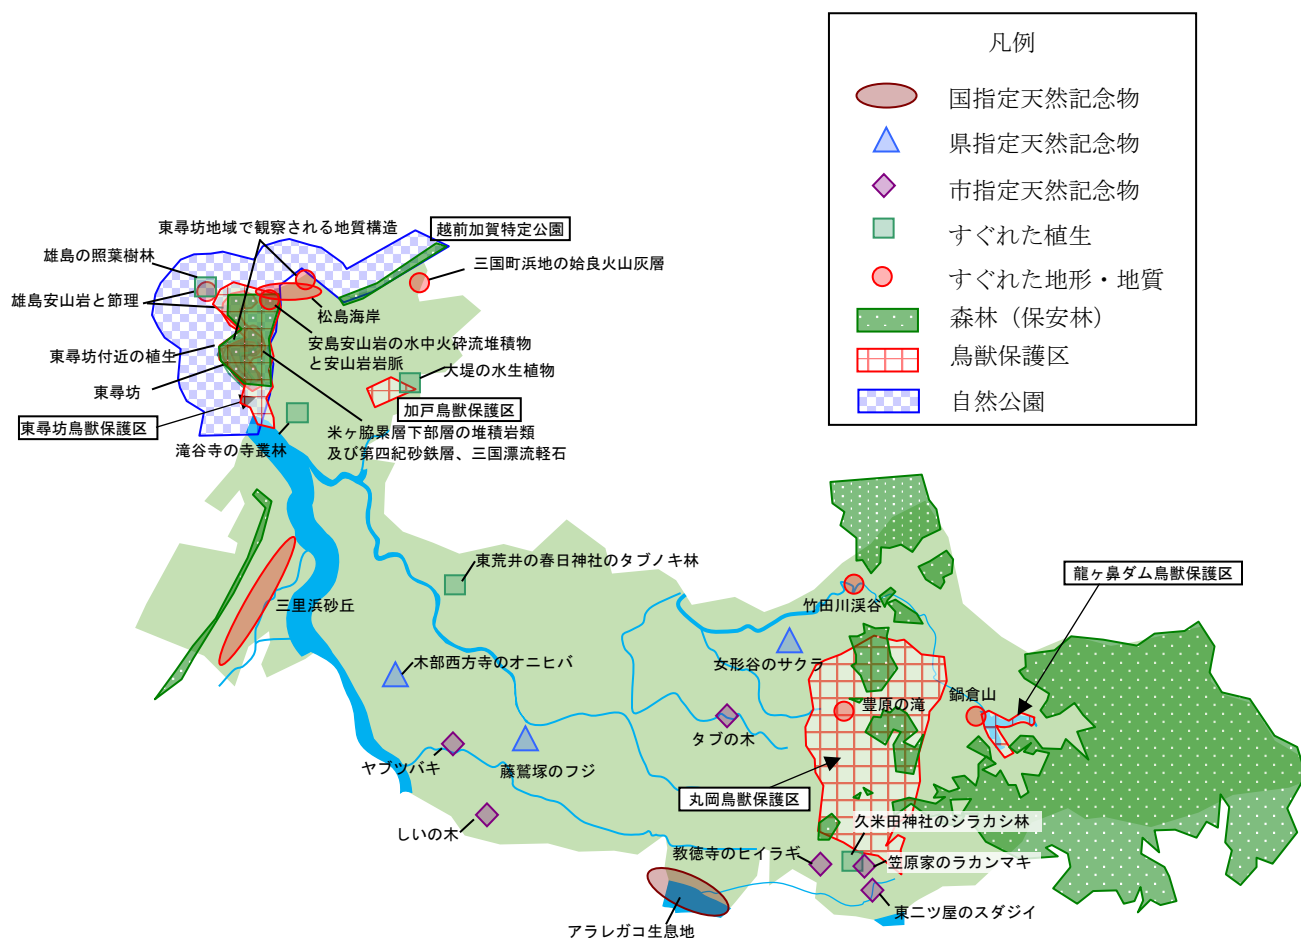 凡例
国指定天然記念物
県指定天然記念物
市指定天然記念物
すぐれた植生
すぐれた地形・地質
森林（保安林）
鳥獣保護区
自然公園
東尋坊地域で観察される地質構造
越前加賀特定公園
雄島の照葉樹林
三国町浜地の姶良火山灰層
雄島安山岩と節理
松島海岸
安島安山岩の水中火砕流堆積物
と安山岩岩脈
東尋坊付近の植生
大堤の水生植物
東尋坊
加戸鳥獣保護区
東尋坊鳥獣保護区
米ヶ脇累層下部層の堆積岩類
及び第四紀砂鉄層、三国漂流軽石
滝谷寺の寺叢林
東荒井の春日神社のタブノキ林
龍ヶ鼻ダム鳥獣保護区
三里浜砂丘
竹田川渓谷
木部西方寺のオニヒバ
女形谷のサクラ
鍋倉山
豊原の滝
タブの木
ヤブツバキ
藤鷲塚のフジ
丸岡鳥獣保護区
しいの木
久米田神社のシラカシ林
教徳寺のヒイラギ
笠原家のラカンマキ
東二ツ屋のスダジイ
アラレガコ生息地